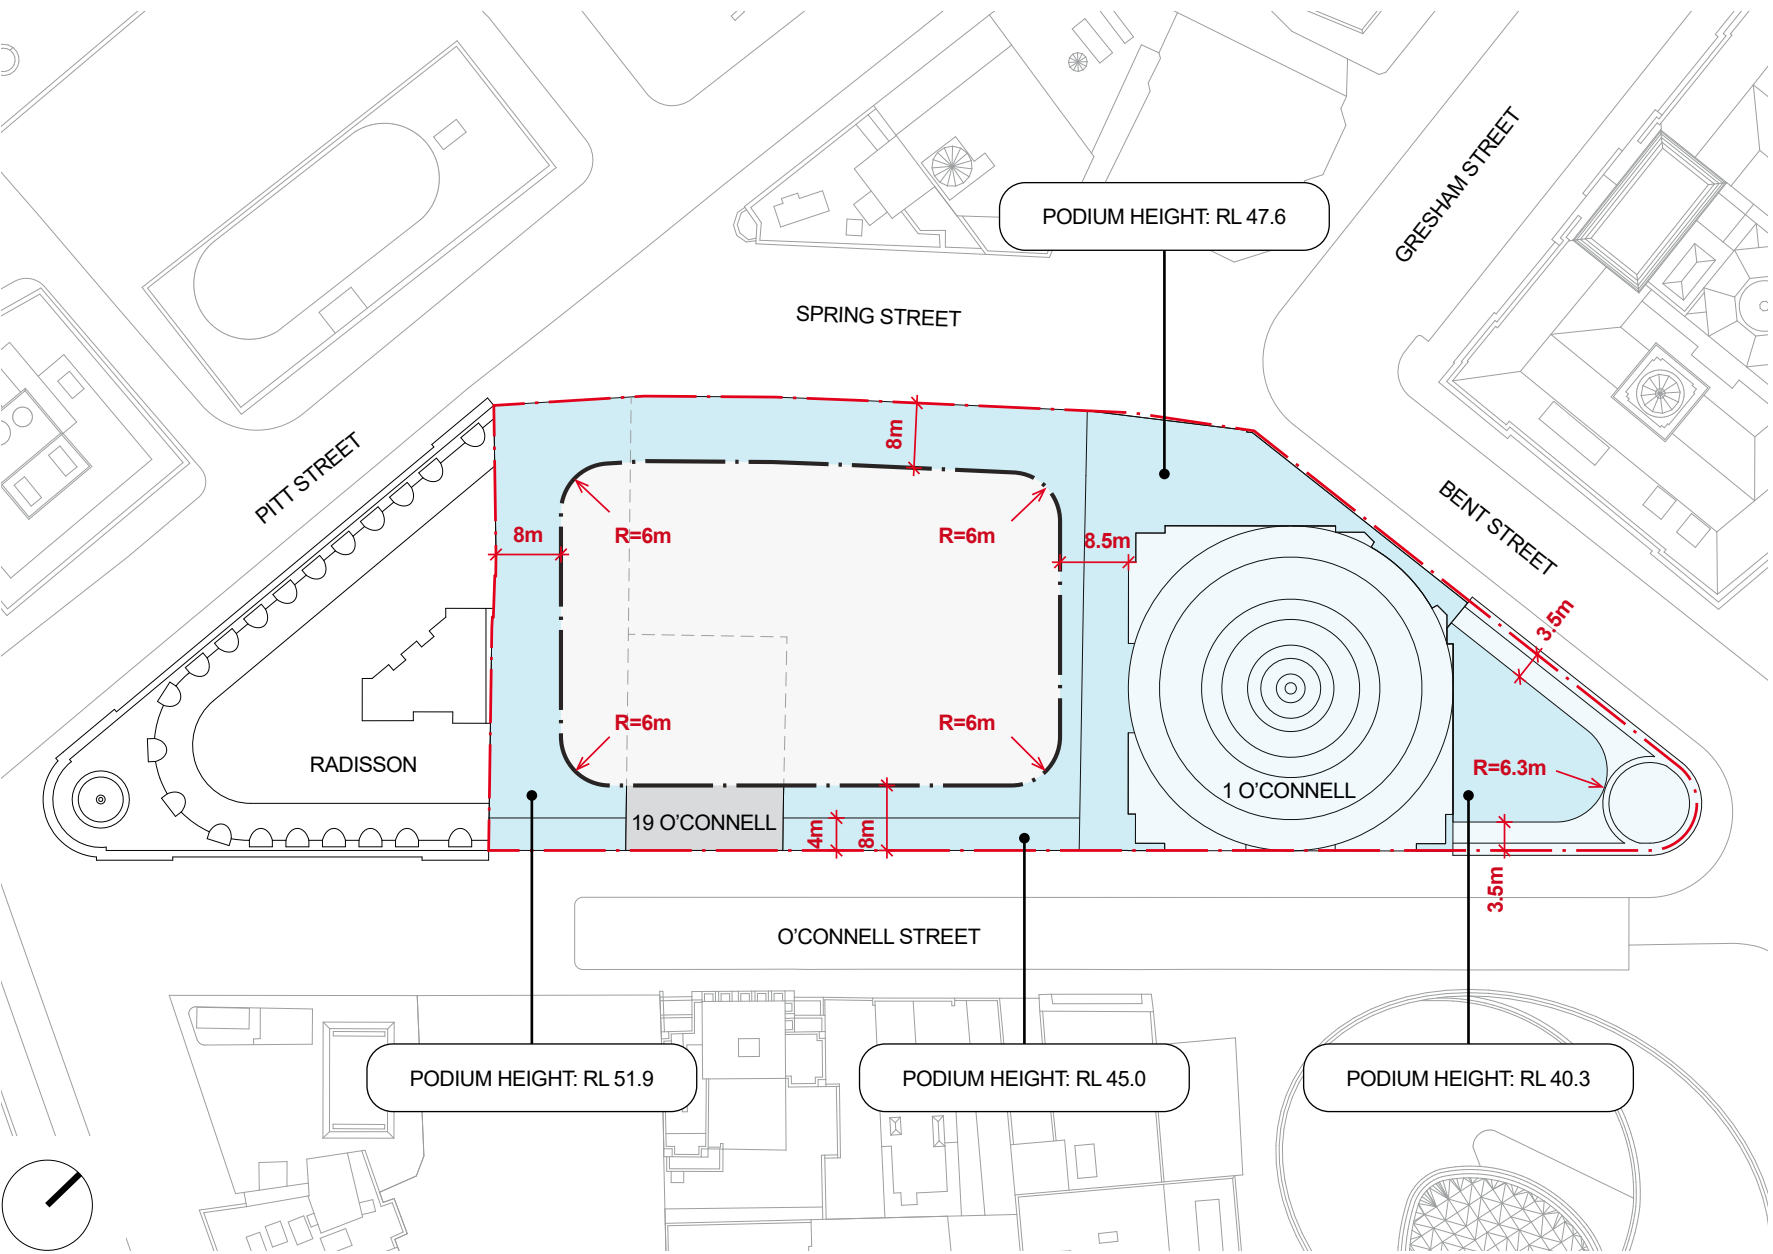 PODIUM HEIGHT: RL 47.6
GRESHAM STREET
SPRING STREET
8m
PITT STREET
BENT STREET
8m
R=6m
R=6m
8.5m
3.5m
R=6m
R=6m
RADISSON
R=6.3m
1 O'CONNELL
19 O'CONNELL
4m
8m
3.5m
O'CONNELL STREET
PODIUM HEIGHT: RL 51.9
PODIUM HEIGHT: RL 45.0
PODIUM HEIGHT: RL 40.3